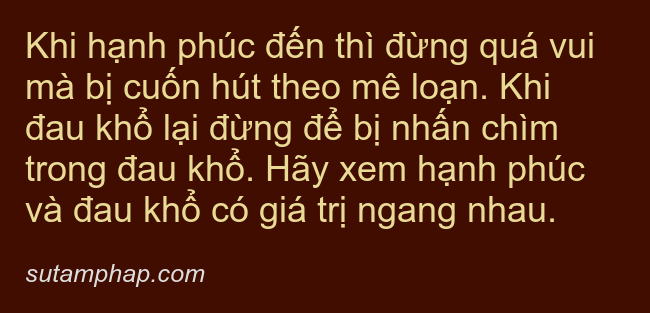 Khi hạnh phúc đến thì đừng quá vui
mà bị cuốn hút theo mê loạn. Khi
đau khổ lại đừng để bị nhấn chìm
trong đau khổ. Hãy xem hạnh phúc
và đau khổ có giá trị ngang nhau.
sutamphap.com